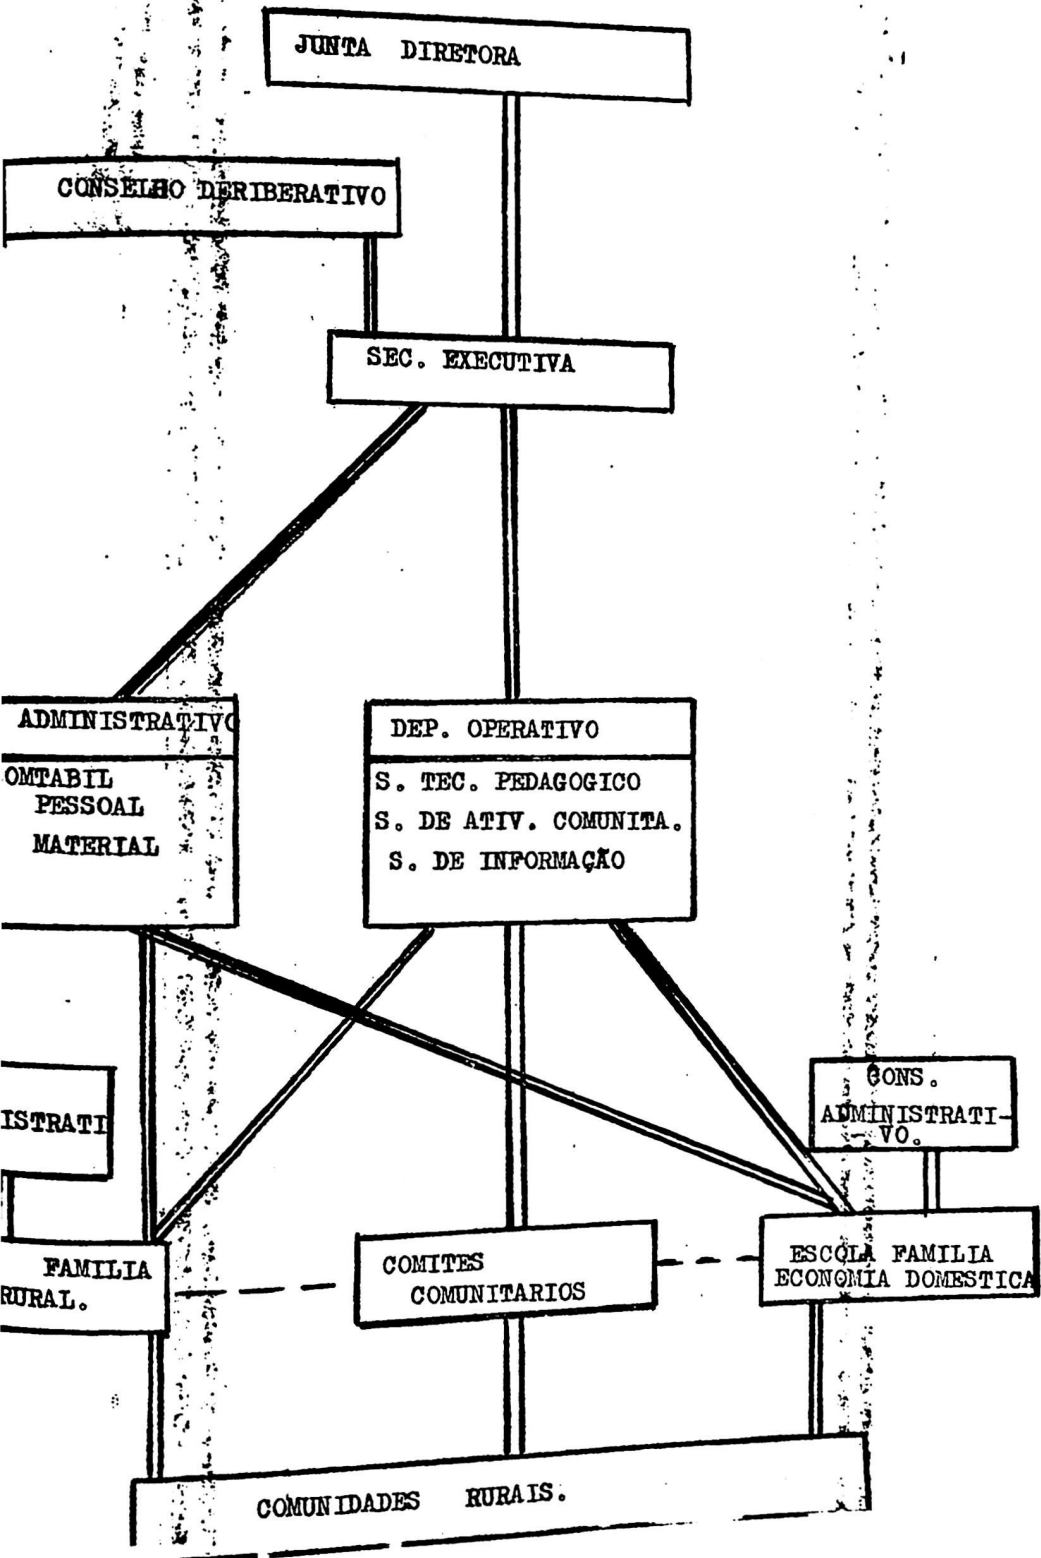 JUNTA DIRETORA
CONSELHO DERIBERATIVO
SEC. EXECUTIVA
ADMINISTRATIVO
OMTABIL
PESSOAL
MATERIAL
DEP. OPERATIVO
S. TEC. PEDAGOGICO
S. DE ATIV. COMUNITA.
S. DE INFORMAÇÃO
ISTRATI
CONS.
ADMINISTRATI-
VO.
FAMILIA
RURAL.
COMITES
COMUNITARIOS
ESCOLA FAMILIA
ECONOMIA DOMESTICA
COMUNIDADES RURAIS.